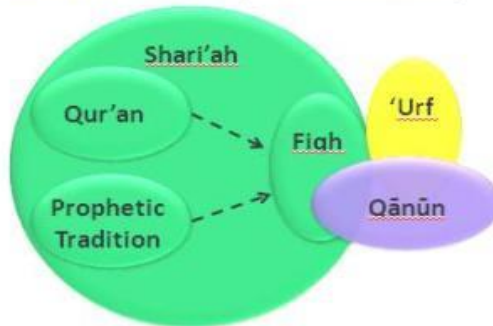 Shari'ah
Qur'an
Fiqh
'Urf
Prophetic
Tradition
Qānūn